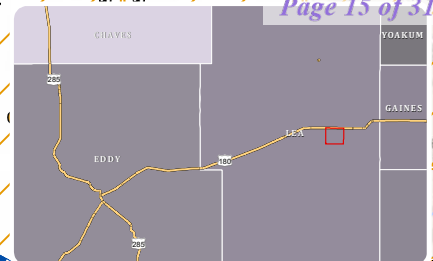 Page 15 of 31
CHAVES
YOAKUM
285
GAINES
LEA
EDDY
180
285